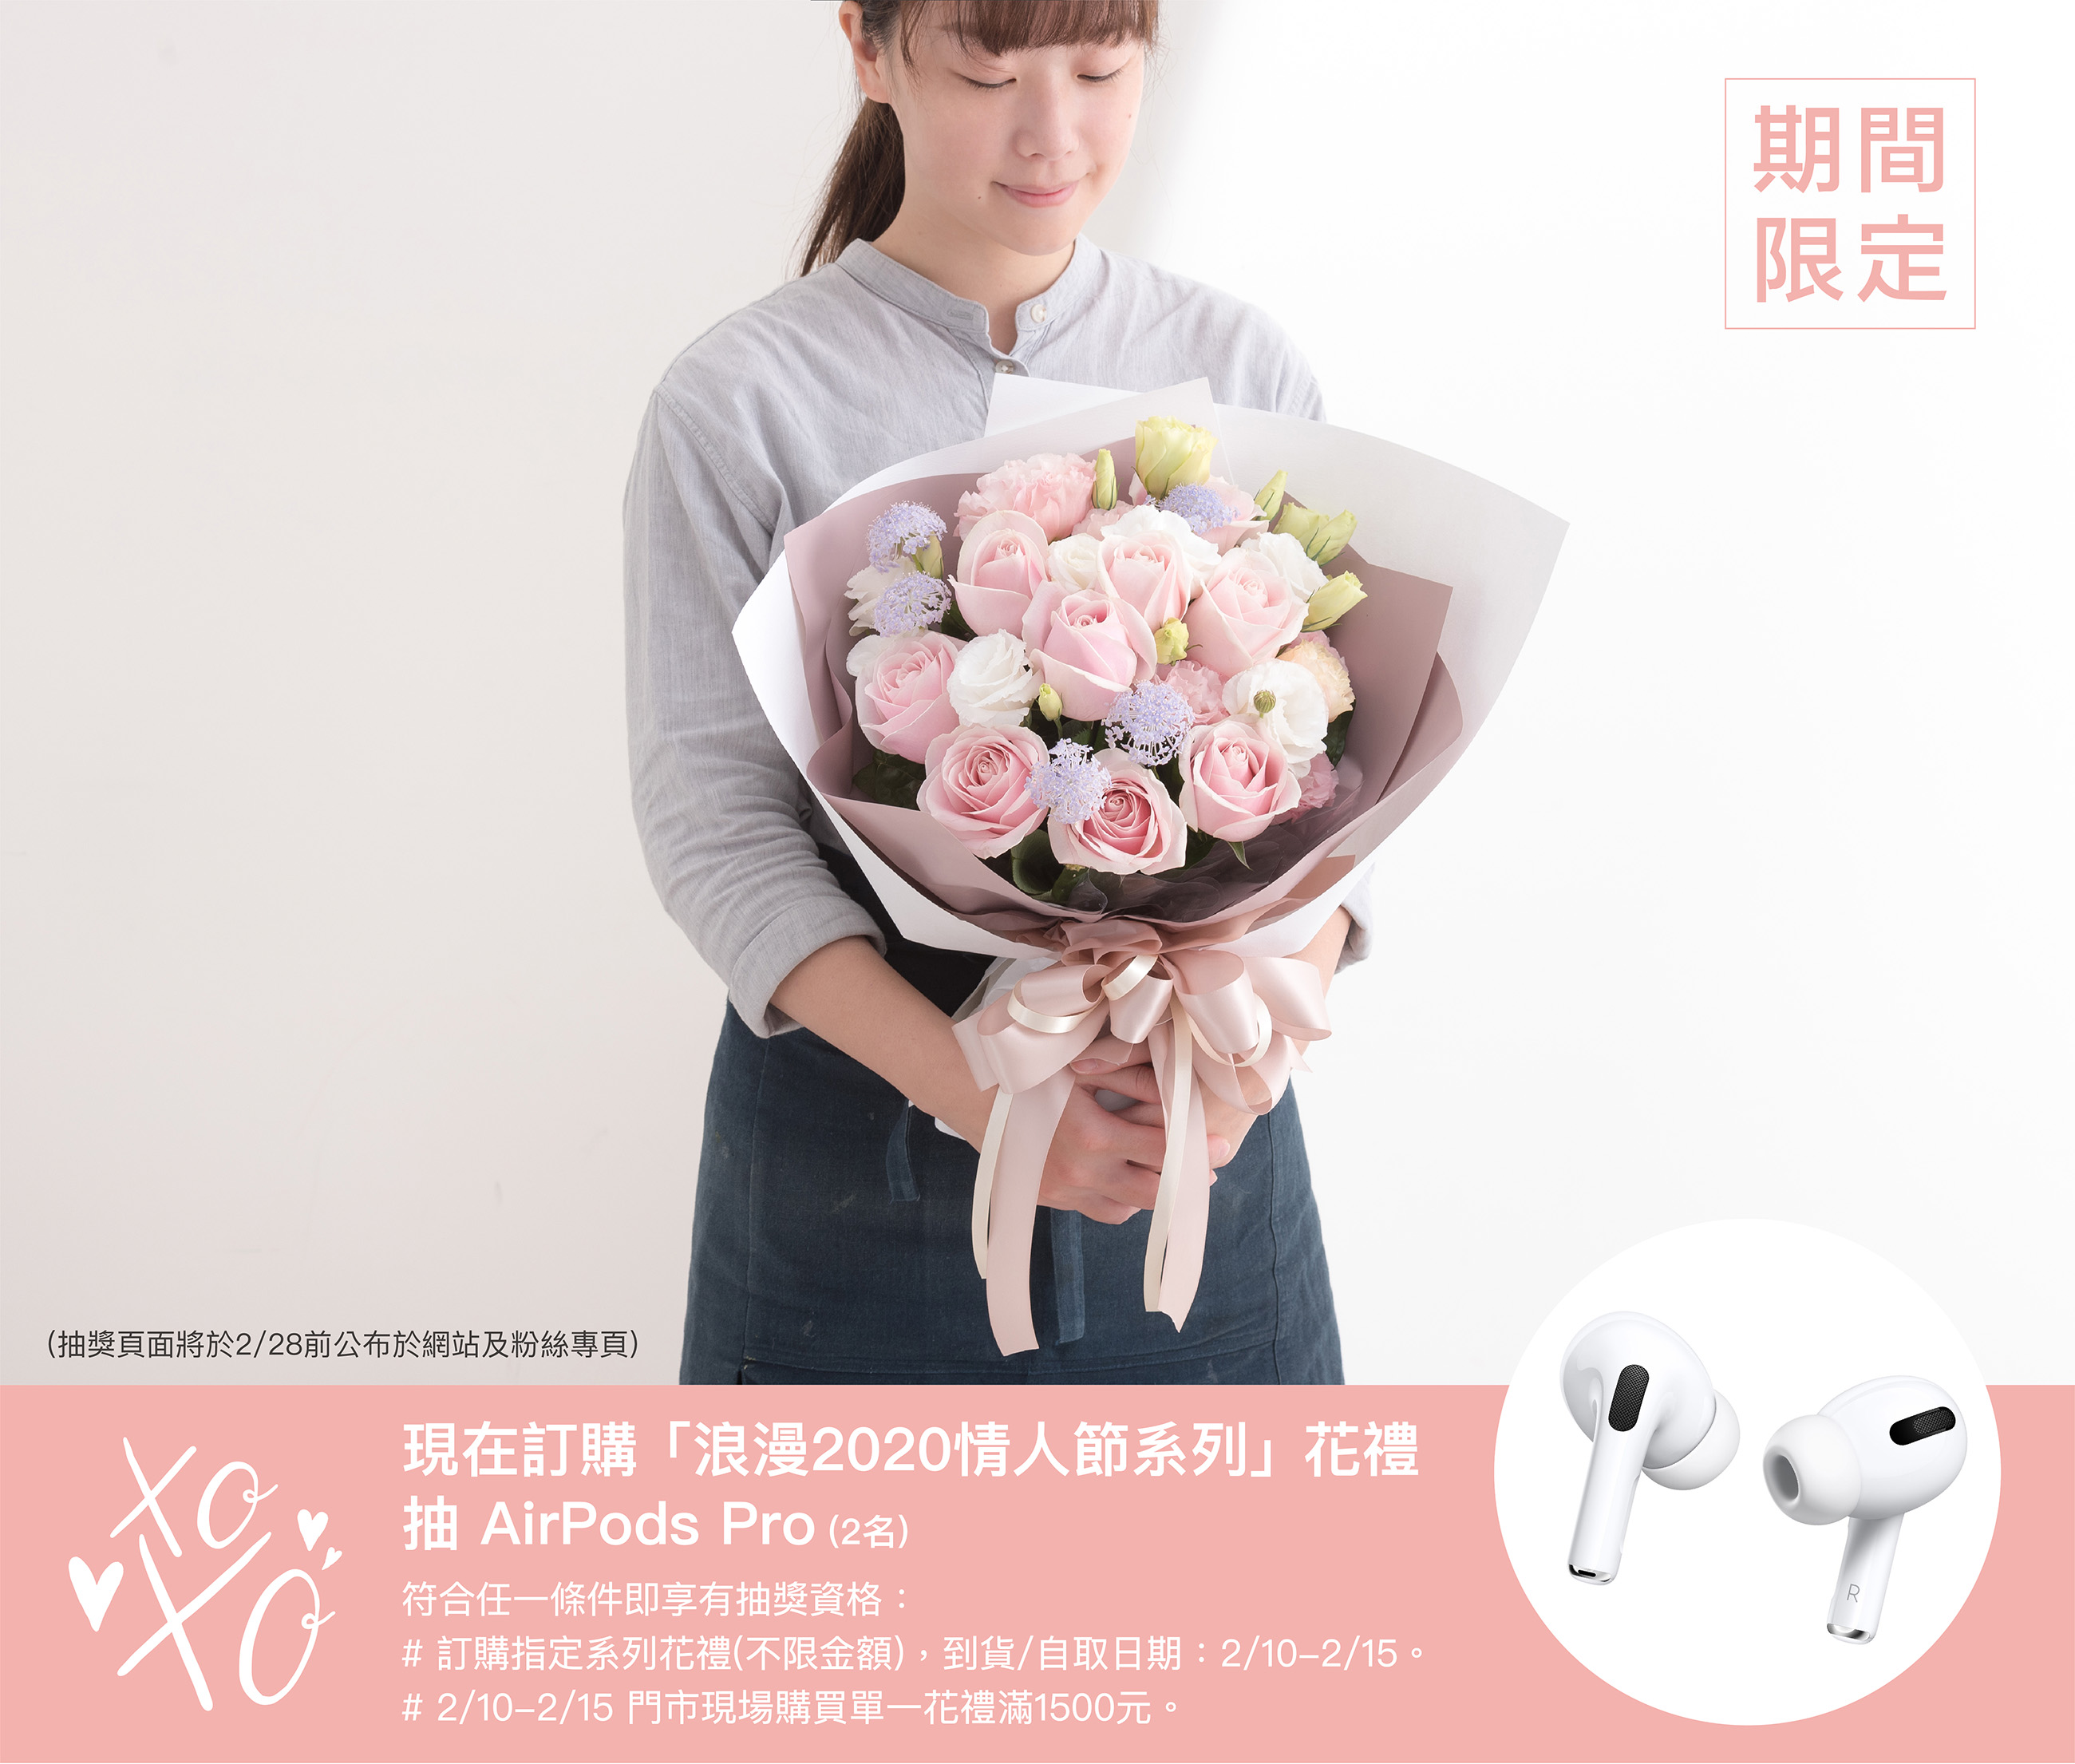 期間
限定
(抽獎頁面將於2/28前公布於網站及粉絲專頁)
xo
xo
現在訂購「浪漫2020情人節系列」花禮
抽 AirPods Pro (2名)
符合任一條件即享有抽獎資格：
# 訂購指定系列花禮(不限金額)，到貨/自取日期：2/10–2/15。
# 2/10–2/15 門市現場購買單一花禮滿1500元。
R